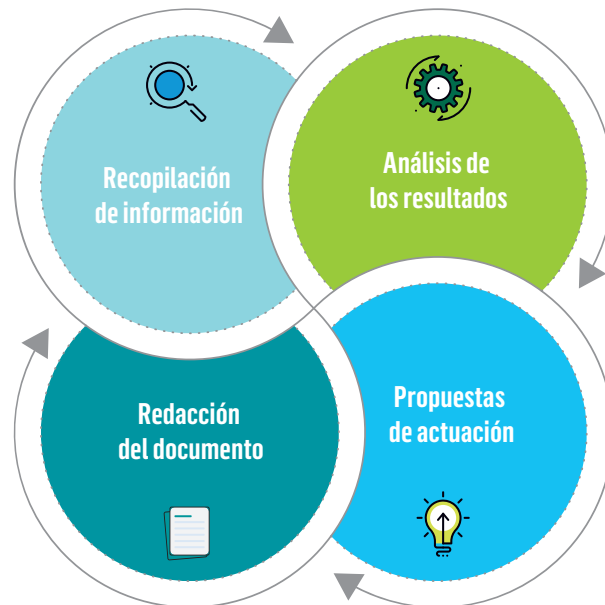 Recopilación
de información
Análisis de
los resultados
Redacción
del documento
Propuestas
de actuación